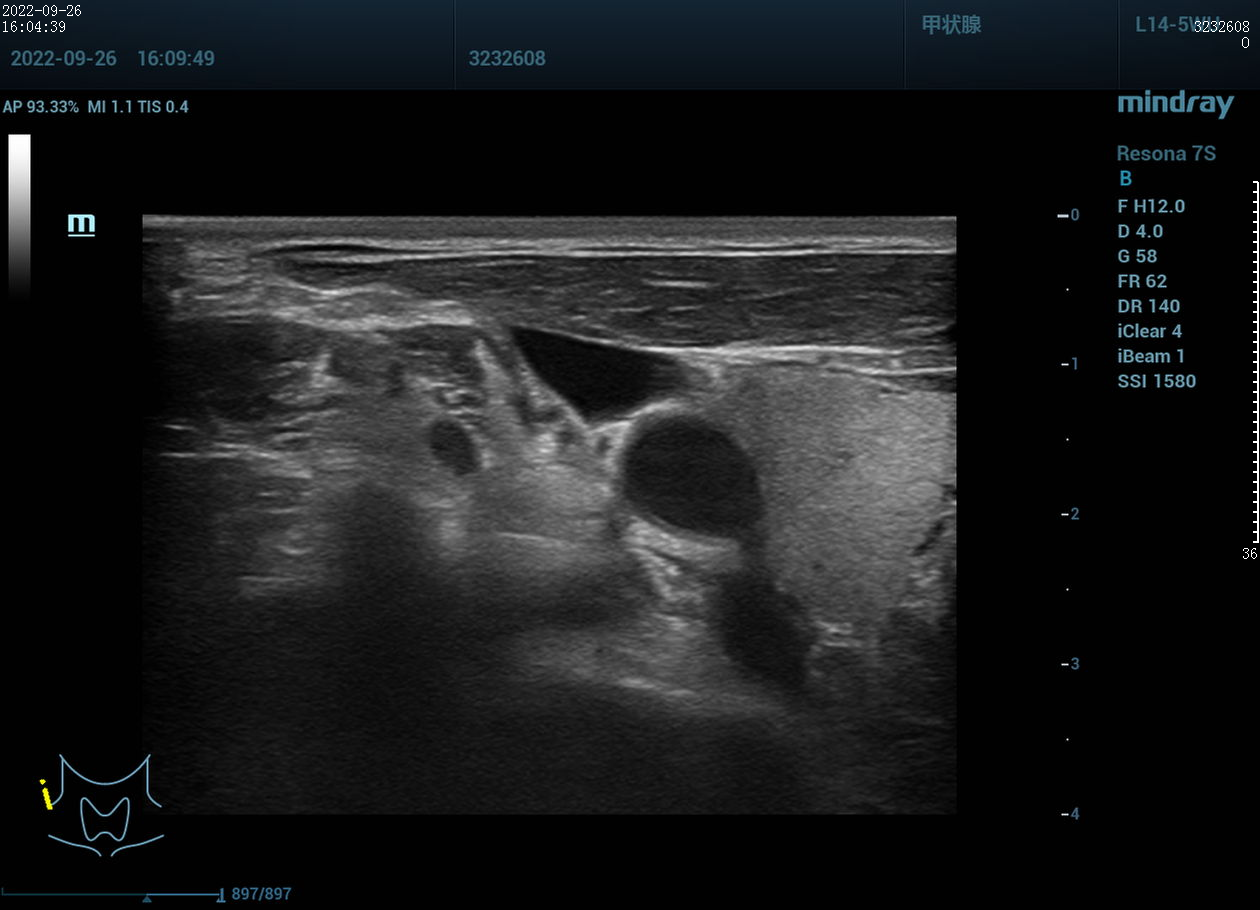 2022-09-26
16:04:39
2022-09-26 16:09:49
3232608
甲状腺
L14-5WU
3232608
0
AP 93.33% MI 1.1 TIS 0.4
mindray
Resona 7S
B
F H12.0
D 4.0
G 58
FR 62
DR 140
iClear 4
iBeam 1
SSI 1580
m
0
1
2
3
4
36
897/897